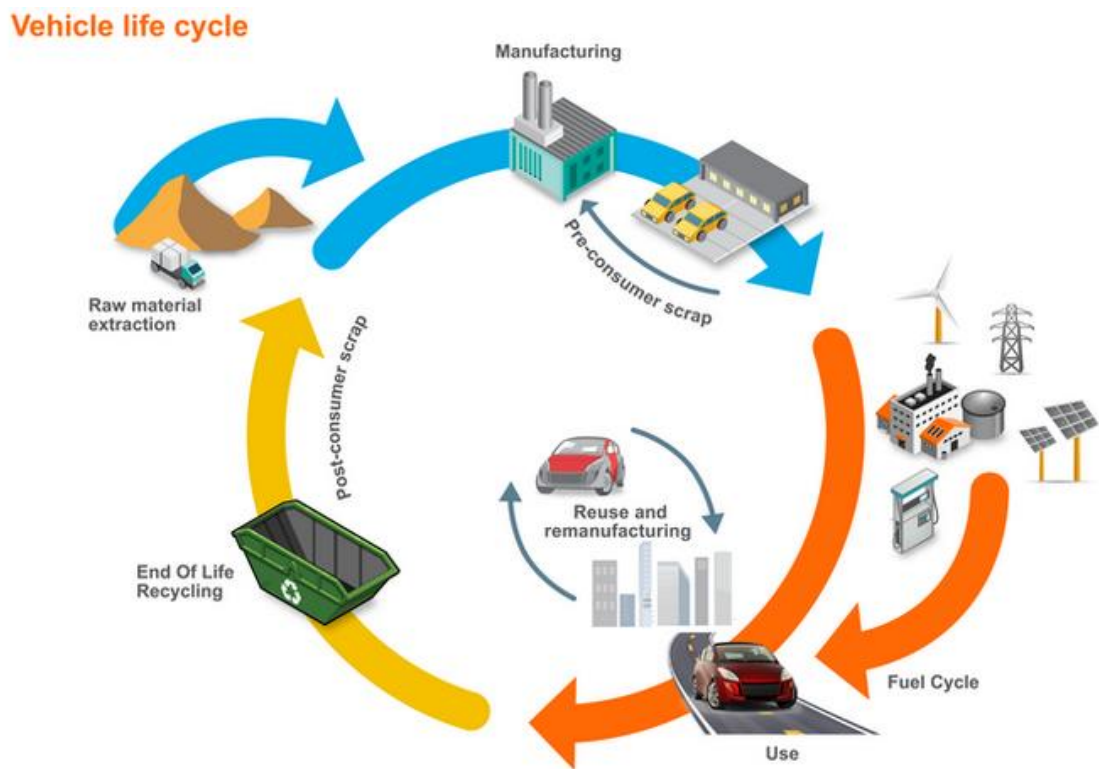 Vehicle life cycle
Manufacturing
Pre-consumer scrap
Raw material
extraction
Post-consumer scrap
Reuse and
remanufacturing
End Of Life
Recycling
Fuel Cycle
Use